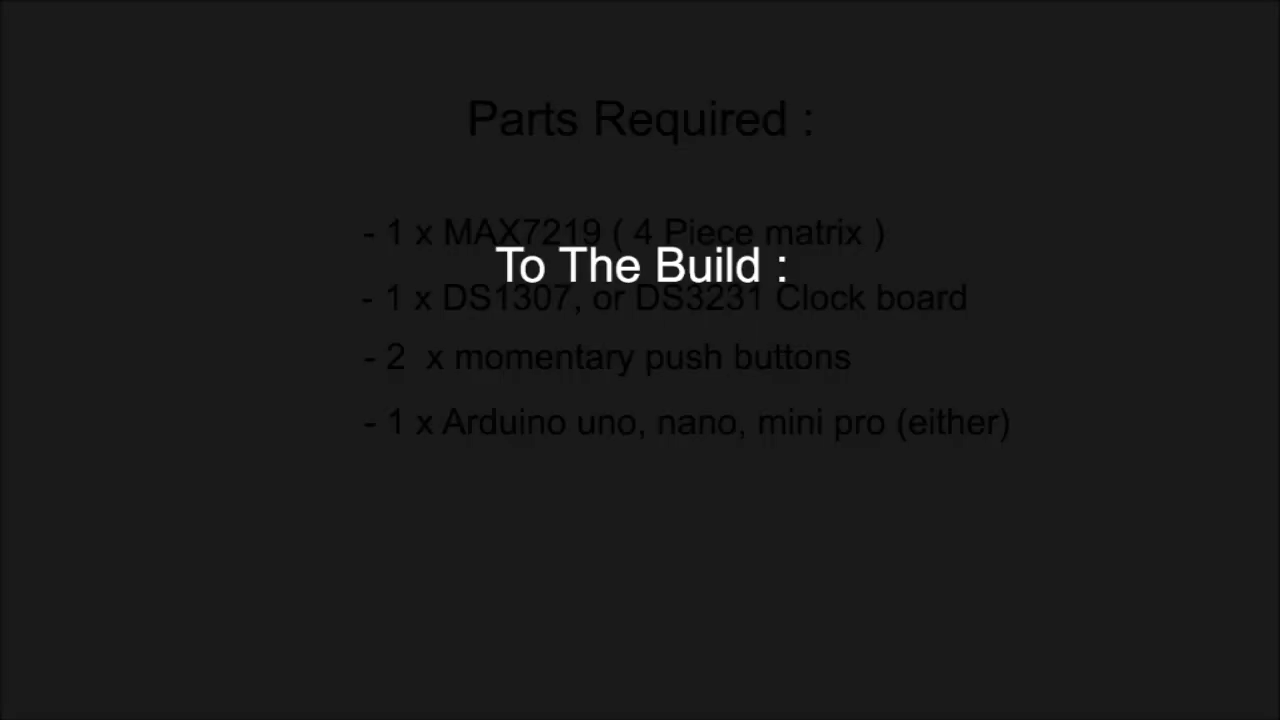 Parts Required :
- 1 x MAX7219 ( 4 Piece matrix )
To The Build :
- 1 x DS1307, or DS3231 Clock board
- 2 x momentary push buttons
- 1 x Arduino uno, nano, mini pro (either)